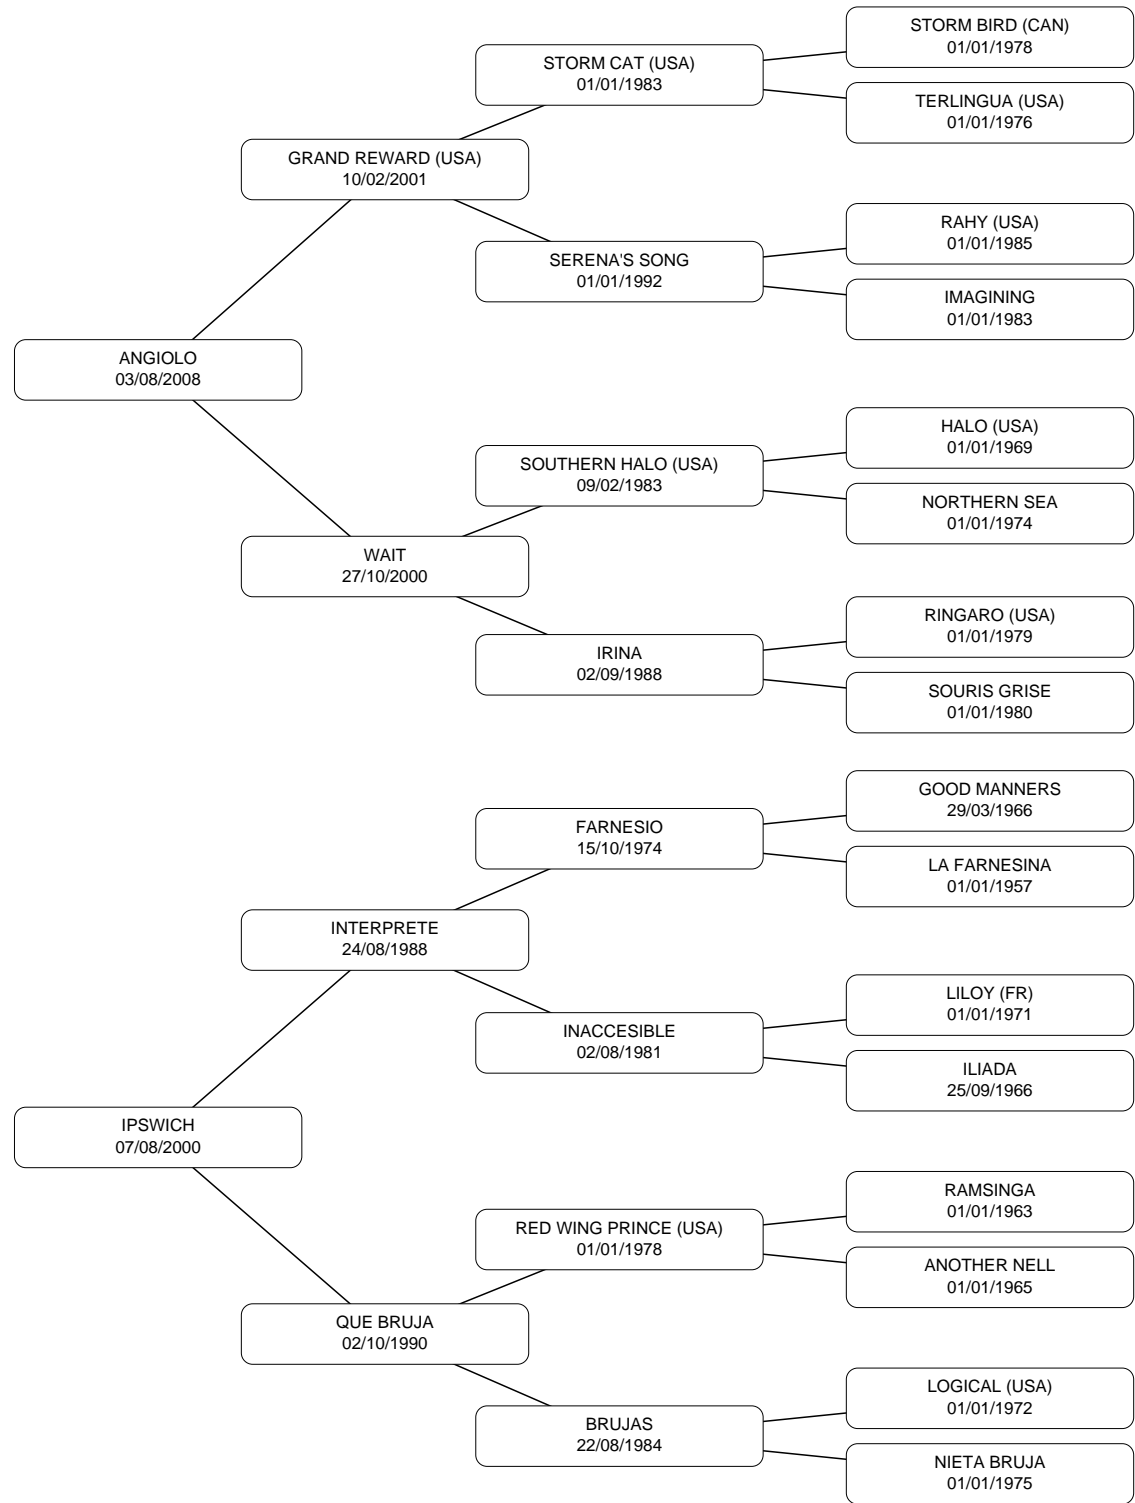 STORM BIRD (CAN)
01/01/1978
STORM CAT (USA)
01/01/1983
TERLINGUA (USA)
01/01/1976
GRAND REWARD (USA)
10/02/2001
RAHY (USA)
01/01/1985
SERENA'S SONG
01/01/1992
IMAGINING
01/01/1983
ANGIOLO
03/08/2008
HALO (USA)
01/01/1969
SOUTHERN HALO (USA)
09/02/1983
NORTHERN SEA
01/01/1974
WAIT
27/10/2000
RINGARO (USA)
01/01/1979
IRINA
02/09/1988
SOURIS GRISE
01/01/1980
GOOD MANNERS
29/03/1966
FARNESIO
15/10/1974
LA FARNESINA
01/01/1957
INTERPRETE
24/08/1988
LILOY (FR)
01/01/1971
INACCESIBLE
02/08/1981
ILIADA
25/09/1966
IPSWICH
07/08/2000
RAMSINGA
01/01/1963
RED WING PRINCE (USA)
01/01/1978
ANOTHER NELL
01/01/1965
QUE BRUJA
02/10/1990
LOGICAL (USA)
01/01/1972
BRUJAS
22/08/1984
NIETA BRUJA
01/01/1975